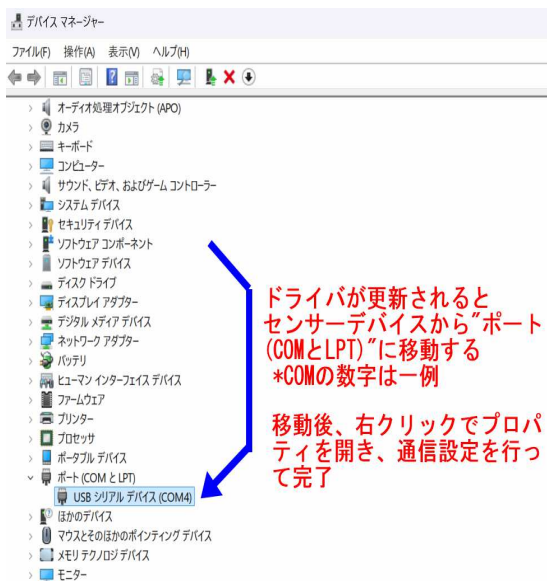 デバイス マネージャー
ファイル(F) 操作(A) 表示(V) ヘルプ(H)
オーディオ処理オブジェクト (APO)
カメラ
キーボード
コンピューター
サウンド、ビデオ、およびゲーム コントローラー
システム デバイス
セキュリティ デバイス
ソフトウェア コンポーネント
ソフトウェア デバイス
ディスク ドライブ
ディスプレイ アダプター
デジタル メディア デバイス
ネットワーク アダプター
バッテリ
ヒューマン インターフェイス デバイス
ファームウェア
プリンター
プロセッサ
ポータブル デバイス
ポート (COM と LPT)
USB シリアル デバイス (COM4)
ほかのデバイス
マウスとそのほかのポインティング デバイス
メモリ テクノロジ デバイス
モニター
ドライバが更新されると
センサーデバイスから"ポート
(COMとLPT)"に移動する
*COMの数字は一例
移動後、右クリックでプロパ
ティを開き、通信設定を行っ
て完了